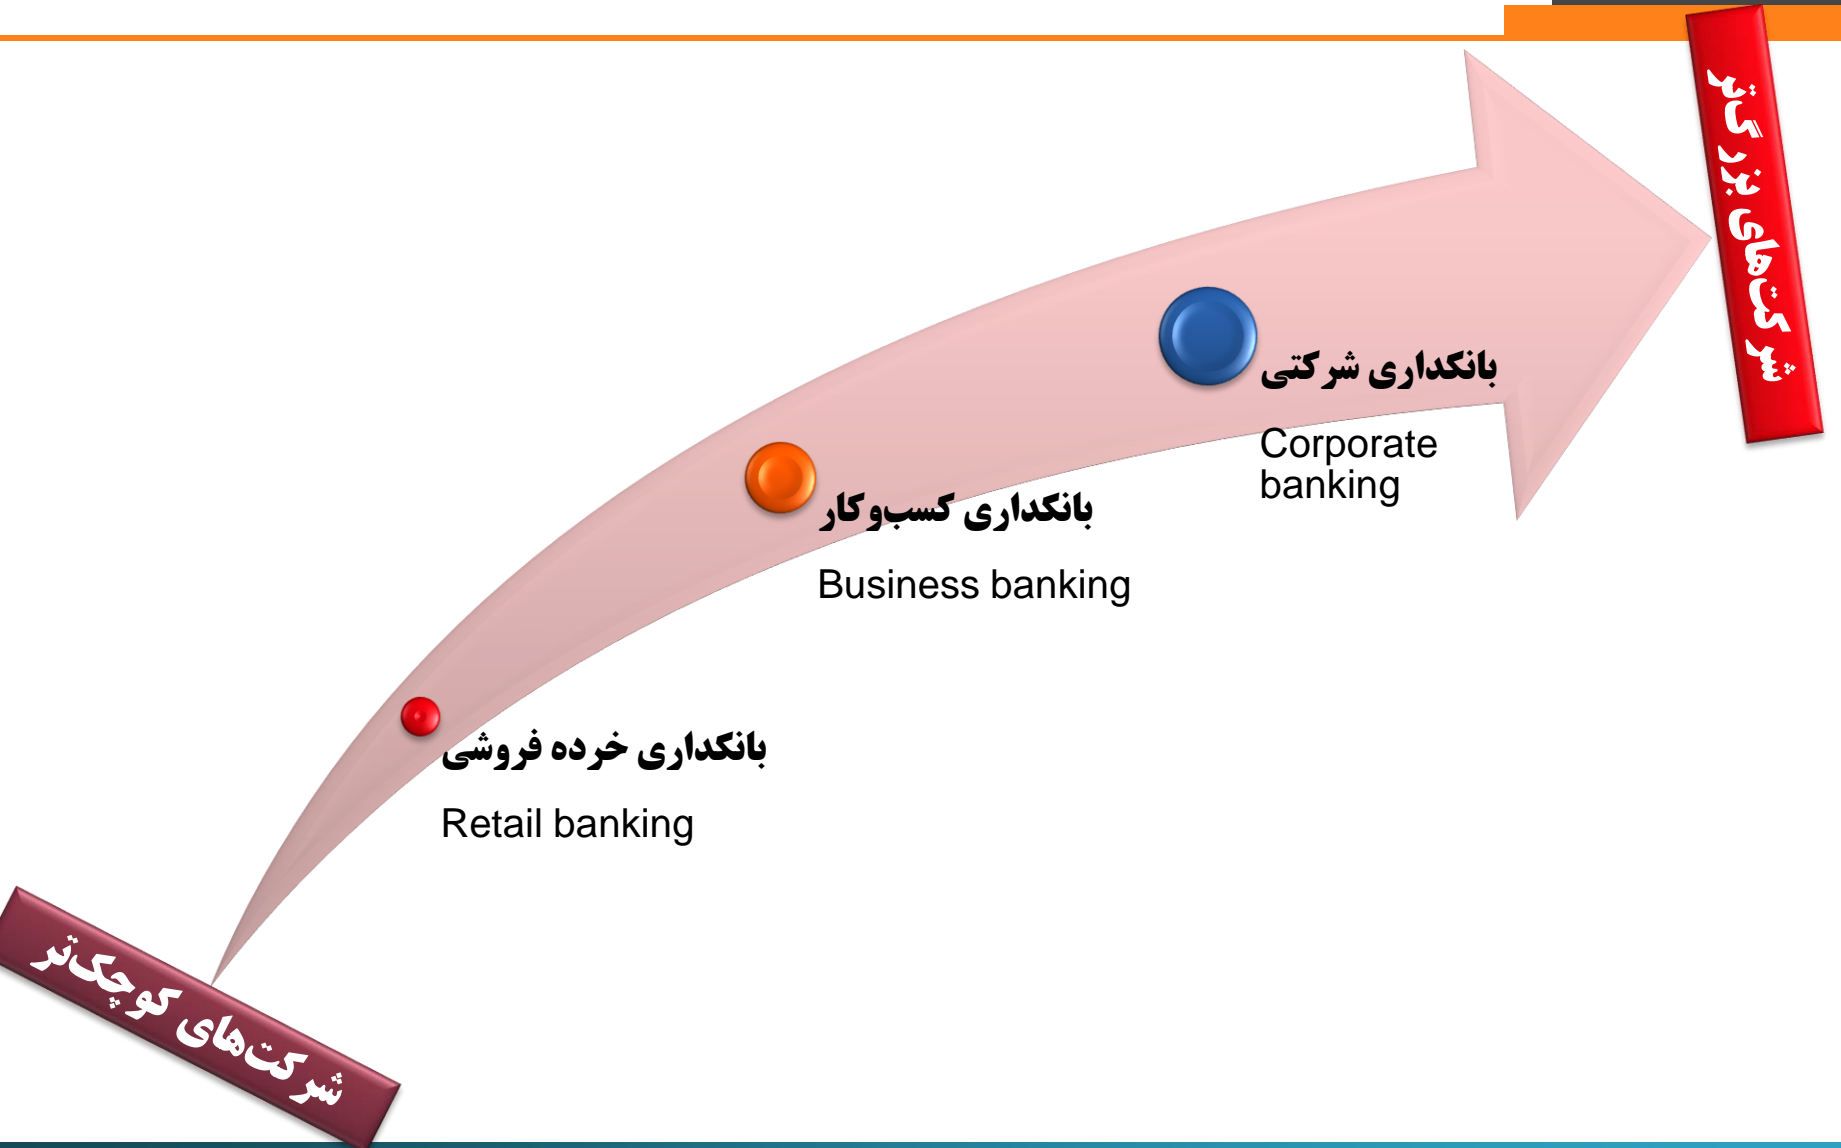 شرکت‌های بزرگ‌تر
بانکداری شرکتی
Corporate
banking
بانکداری کسب‌وکار
Business banking
بانکداری خرده فروشی
Retail banking
شرکت‌های کوچک‌تر